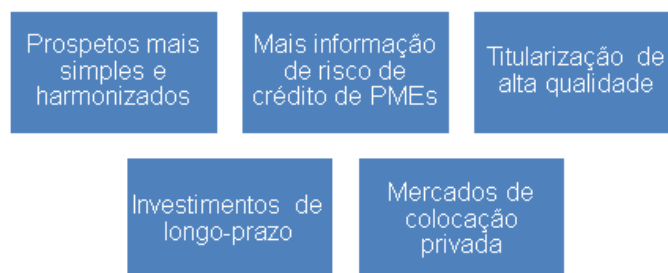 Prospetos mais
simples e
harmonizados
Mais informação
de risco de
crédito de PMEs
Titularização de
alta qualidade
Investimentos de
longo-prazo
Mercados de
colocação
privada